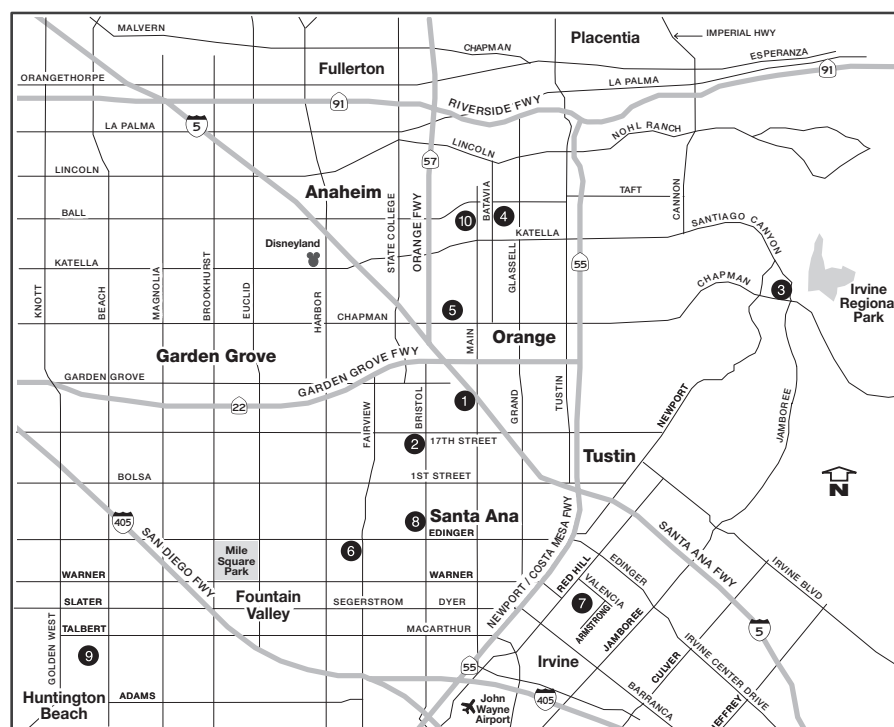 MALVERN
Placentia
IMPERIAL HWY
CHAPMAN
ESPERANZA
Fullerton
ORANGETHORPE
LA PALMA
91
91
RIVERSIDE FWY
5
LA PALMA
NOHL RANCH
LINCOLN
57
LINCOLN
Anaheim
STATE COLLEGE
ORANGE FWY
BATAVIA
TAFT
CANNON
BALL
10
4
SANTIAGO CANYON
KATELLA
Disneyland
KATELLA
GLASSELL
55
KNOTT
BEACH
MAGNOLIA
BROOKHURST
EUCLID
HARBOR
CHAPMAN
3
Irvine
Regional
Park
5
CHAPMAN
MAIN
Orange
Garden Grove
GARDEN GROVE FWY
GARDEN GROVE
22
FAIRVIEW
BRISTOL
1
GRAND
TUSTIN
NEWPORT
JAMBOREE
2
17TH STREET
Tustin
BOLSA
1ST STREET
N
405
SAN DIEGO FWY
8
Santa Ana
EDINGER
NEWPORT / COSTA MESA FWY
SANTA ANA FWY
Mile
Square
Park
6
RED HILL
EDINGER
IRVINE BLVD
WARNER
WARNER
VALENCIA
SLATER
Fountain
Valley
SEGERSTROM
DYER
7
ARMSTRONG
JAMBOREE
5
TALBERT
MACARTHUR
GOLDEN WEST
9
55
Irvine
CULVER
IRVINE CENTER DRIVE
Huntington
Beach
ADAMS
John
Wayne
Airport
405
BARRANCA
EFFREY